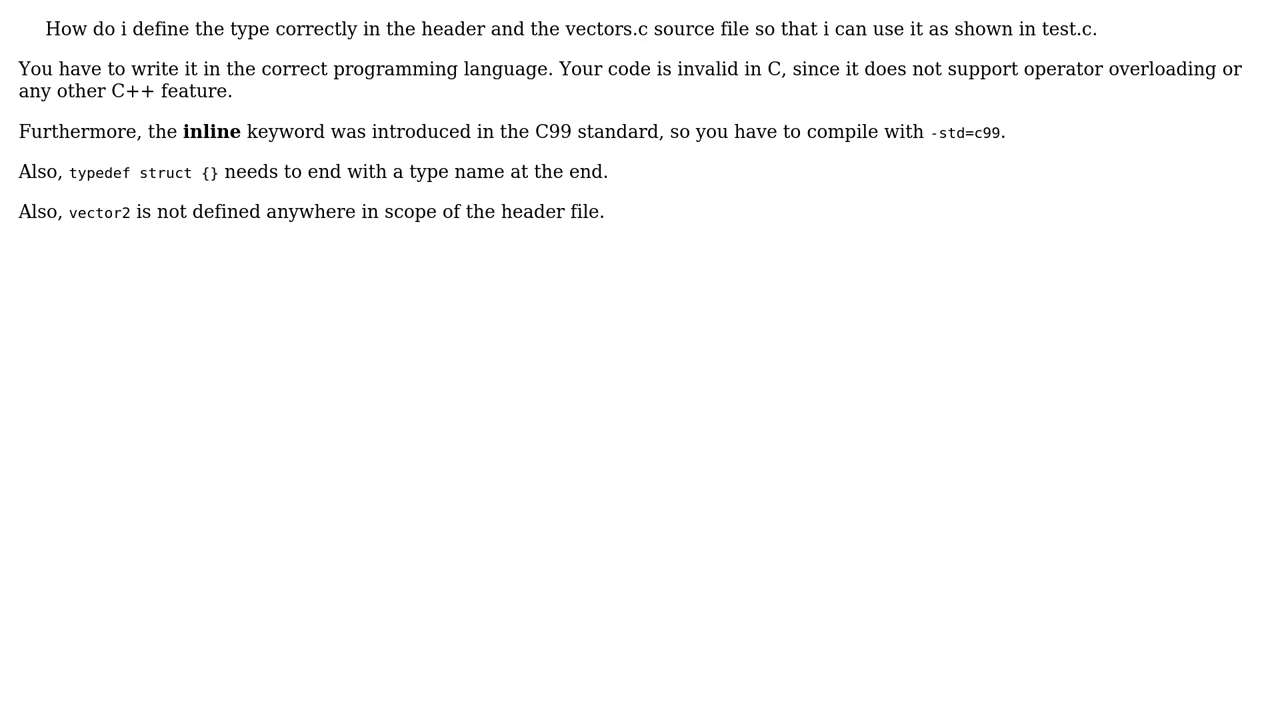 How do i define the type correctly in the header and the vectors.c source file so that i can use it as shown in test.c.
You have to write it in the correct programming language. Your code is invalid in C, since it does not support operator overloading or
any other C++ feature.
Furthermore, the inline keyword was introduced in the C99 standard, so you have to compile with -std=c99.
Also, typedef struct {} needs to end with a type name at the end.
Also, vector2 is not defined anywhere in scope of the header file.